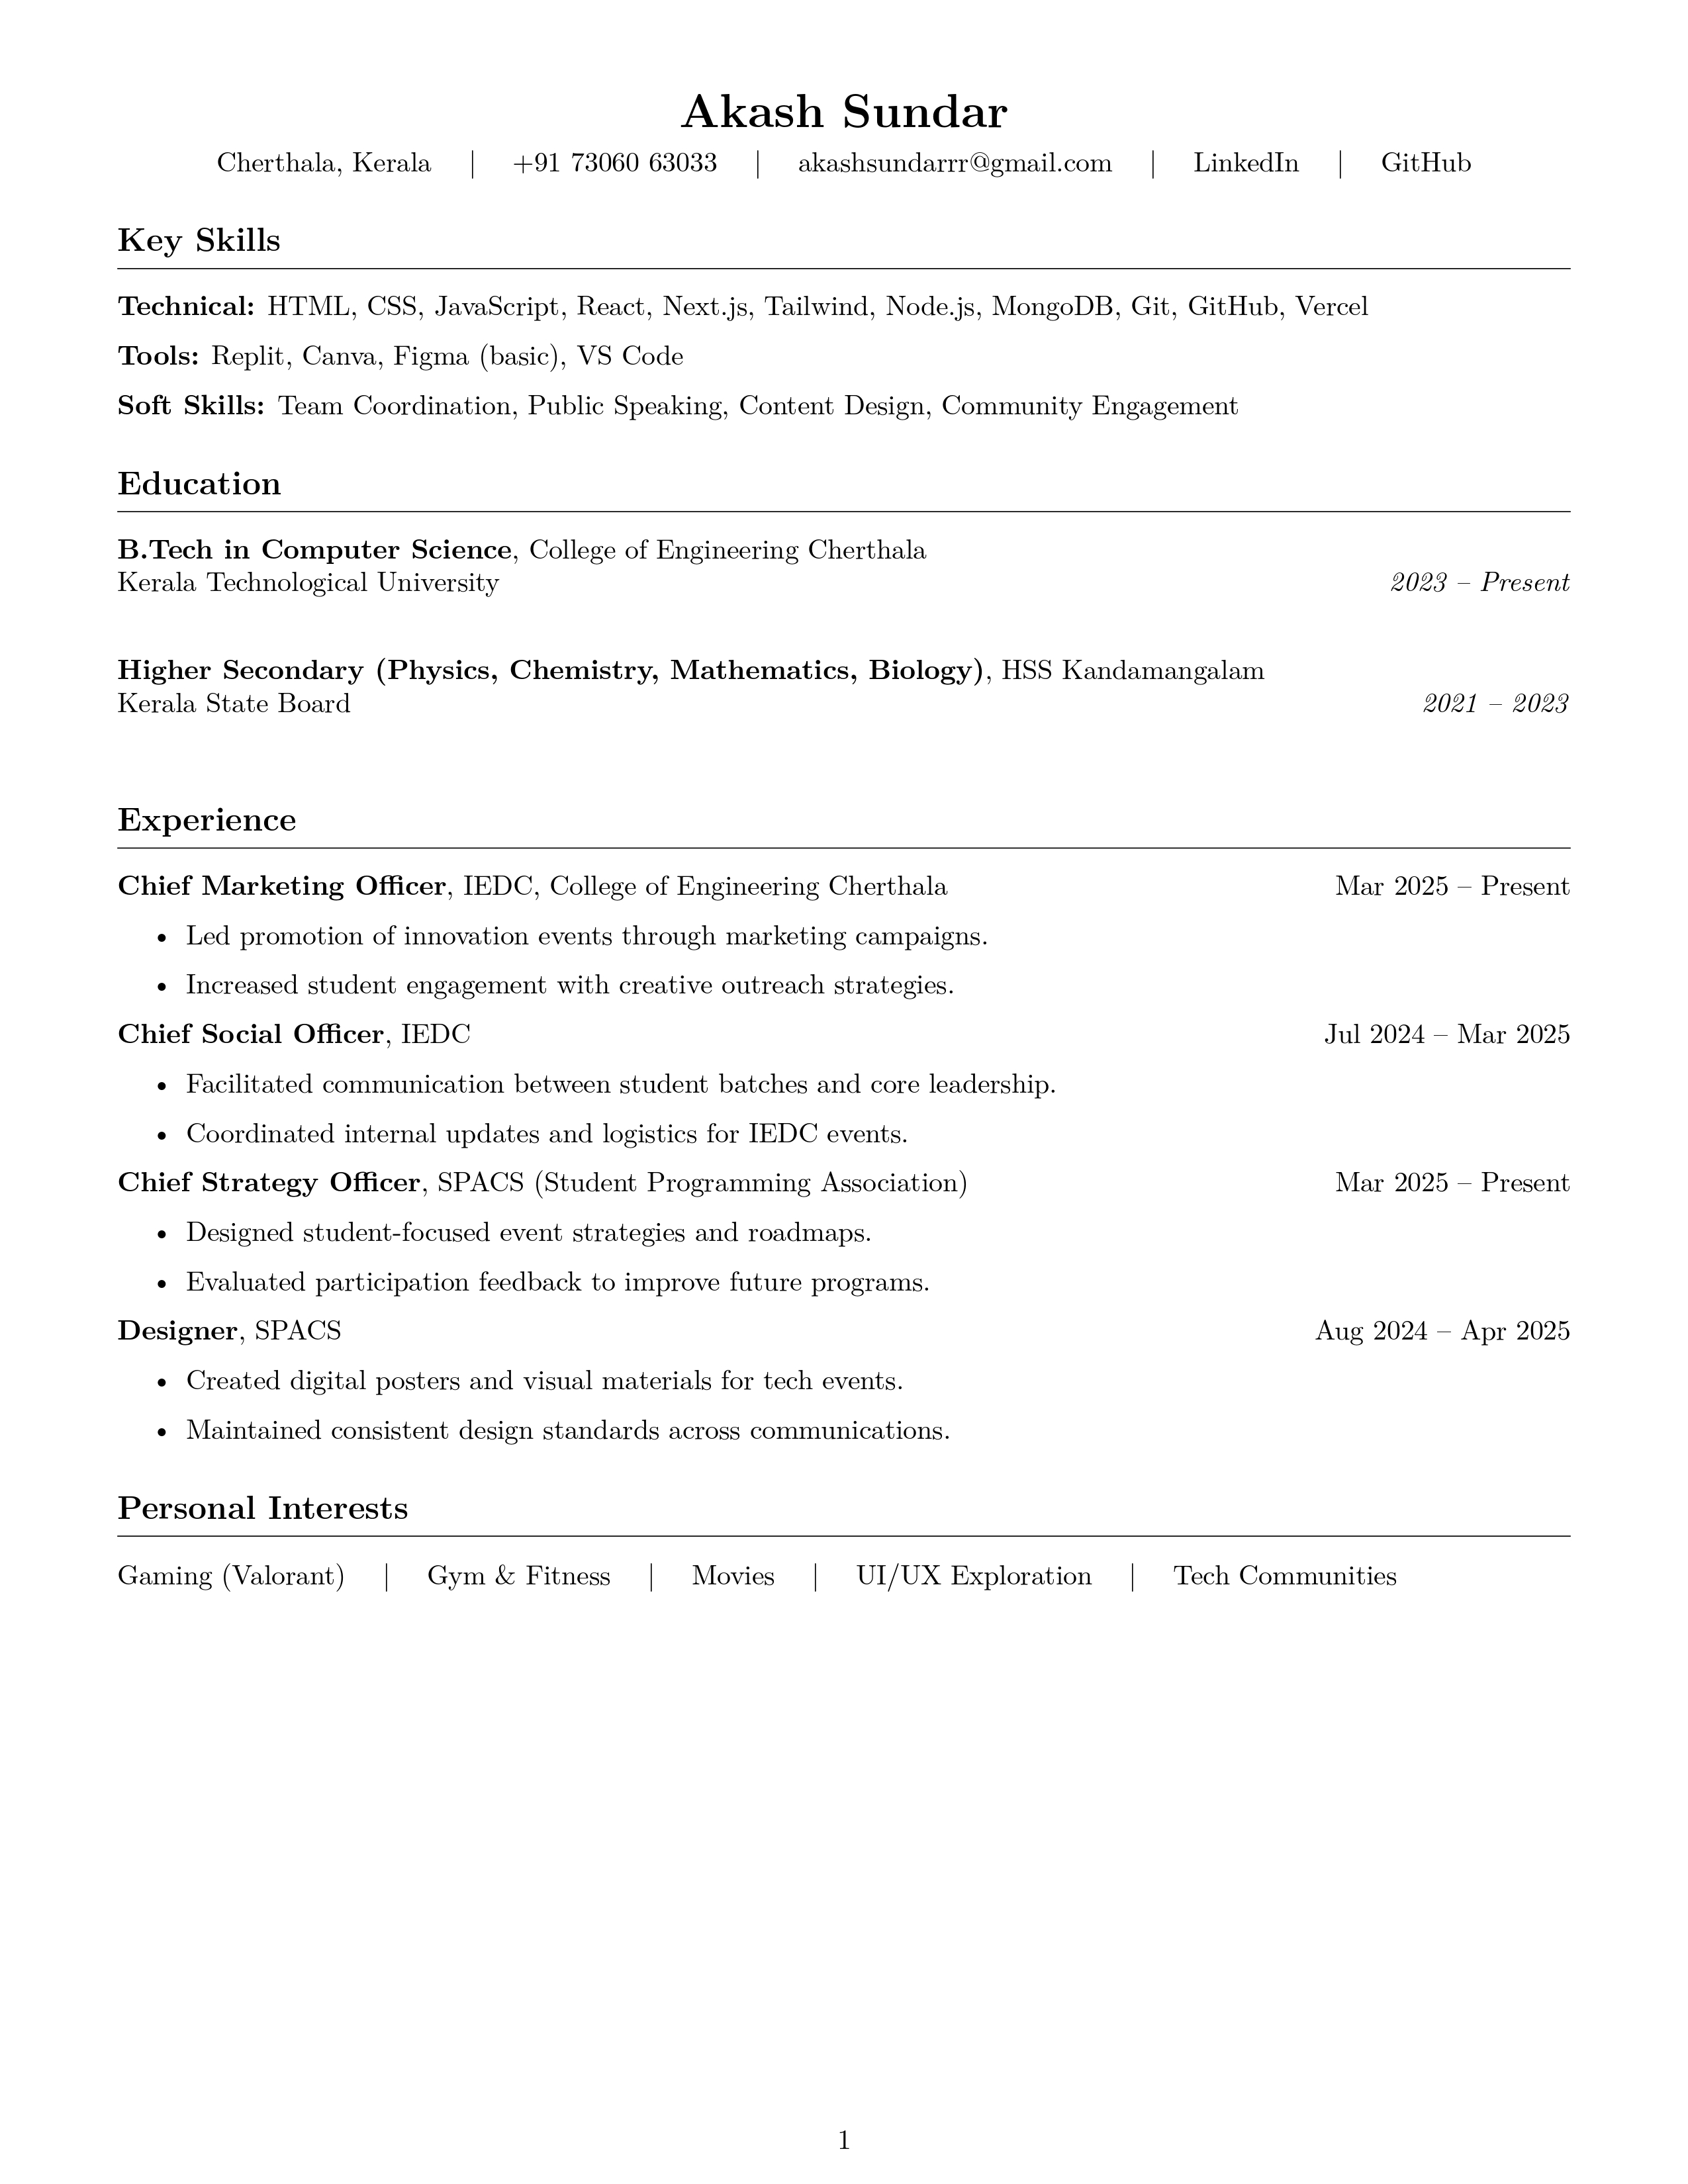 Akash Sundar
Cherthala, Kerala | +91 73060 63033 | akashsundarrr@gmail.com | LinkedIn | GitHub
Key Skills
Technical: HTML, CSS, JavaScript, React, Next.js, Tailwind, Node.js, MongoDB, Git, GitHub, Vercel
Tools: Replit, Canva, Figma (basic), VS Code
Soft Skills: Team Coordination, Public Speaking, Content Design, Community Engagement
Education
B.Tech in Computer Science, College of Engineering Cherthala
Kerala Technological University 2023 – Present
Higher Secondary (Physics, Chemistry, Mathematics, Biology), HSS Kandamangalam
Kerala State Board 2021 – 2023
Experience
Chief Marketing Officer, IEDC, College of Engineering Cherthala Mar 2025 – Present
• Led promotion of innovation events through marketing campaigns.
• Increased student engagement with creative outreach strategies.
Chief Social Officer, IEDC Jul 2024 – Mar 2025
• Facilitated communication between student batches and core leadership.
• Coordinated internal updates and logistics for IEDC events.
Chief Strategy Officer, SPACS (Student Programming Association) Mar 2025 – Present
• Designed student-focused event strategies and roadmaps.
• Evaluated participation feedback to improve future programs.
Designer, SPACS Aug 2024 – Apr 2025
• Created digital posters and visual materials for tech events.
• Maintained consistent design standards across communications.
Personal Interests
Gaming (Valorant) | Gym & Fitness | Movies | UI/UX Exploration | Tech Communities
1